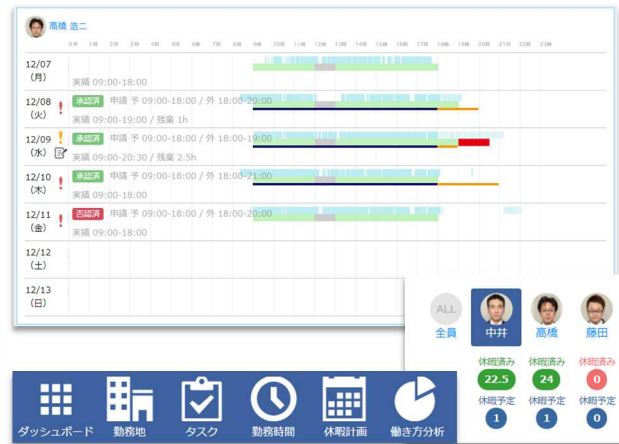 高橋 浩二
0時 1時 2時 3時 4時 5時 6時 7時 8時 9時 10時 11時 12時 13時 14時 15時 16時 17時 18時 19時 20時 21時 22時 23時
12/07
(月)
実績 09:00-18:00
12/08
(火)
承認済 申請 予 09:00-18:00 / 外 18:00-20:00
実績 09:00-19:00 / 残業 1h
12/09
(水)
承認済 申請 予 09:00-18:00 / 外 18:00-19:00
実績 09:00-20:30 / 残業 2.5h
12/10
(木)
承認済 申請 予 09:00-18:00 / 外 18:00-21:00
実績 09:00-18:00
12/11
(金)
否認済 申請 予 09:00-18:00 / 外 18:00-20:00
実績 09:00-18:00
12/12
(土)
12/13
(日)
ALL
全員 中井 高橋 藤田
休暇済み 休暇済み 休暇済み
22.5 24 0
休暇予定 休暇予定 休暇予定
1 1 0
ダッシュボード 勤務地 タスク 勤務時間 休暇計画 働き方分析